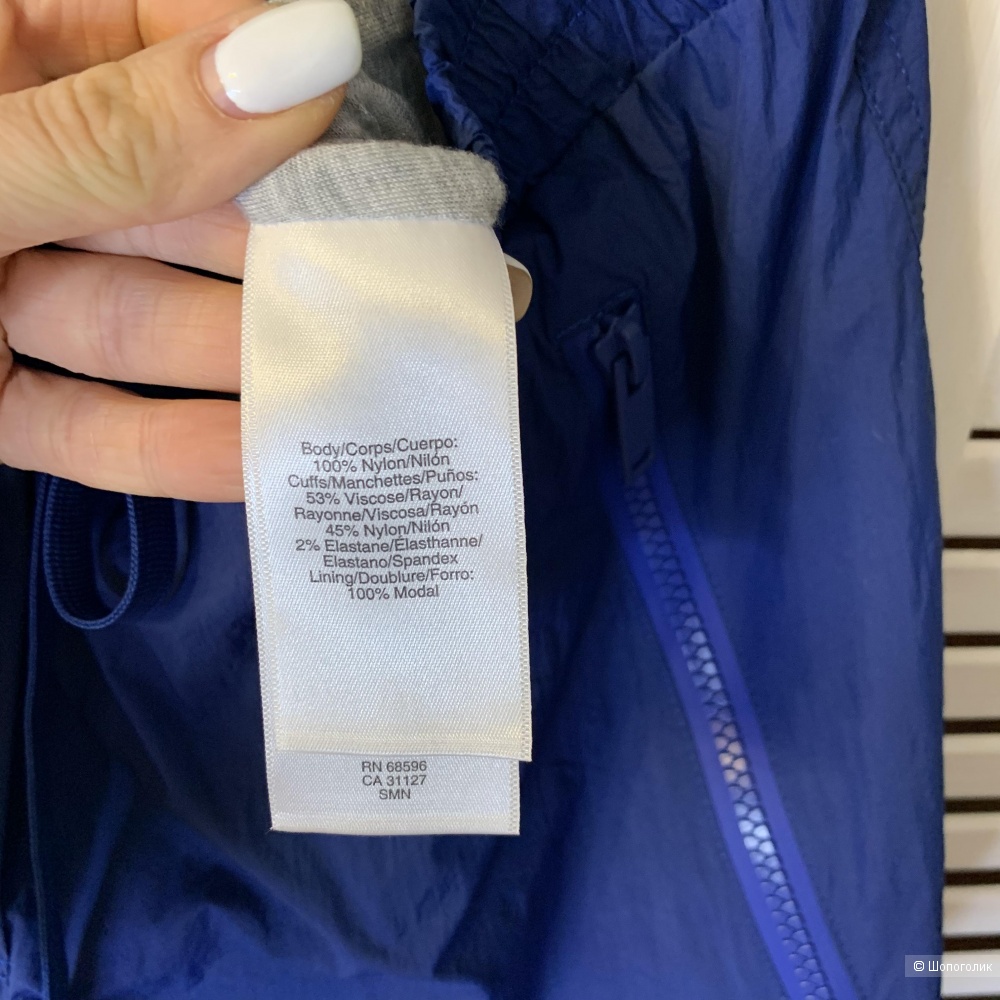 Body/Corps/Cuerpo:
100% Nylon/Nilón
Cuffs/Manchettes/Puños:
53% Viscose/Rayon/
Rayonne/Viscosa/Rayón
45% Nylon/Nilón
2% Elastane/Élasthanne/
Elastano/Spandex
Lining/Doublure/Forro:
100% Modal
RN 68596
CA 31127
SMN
© Шопоголик